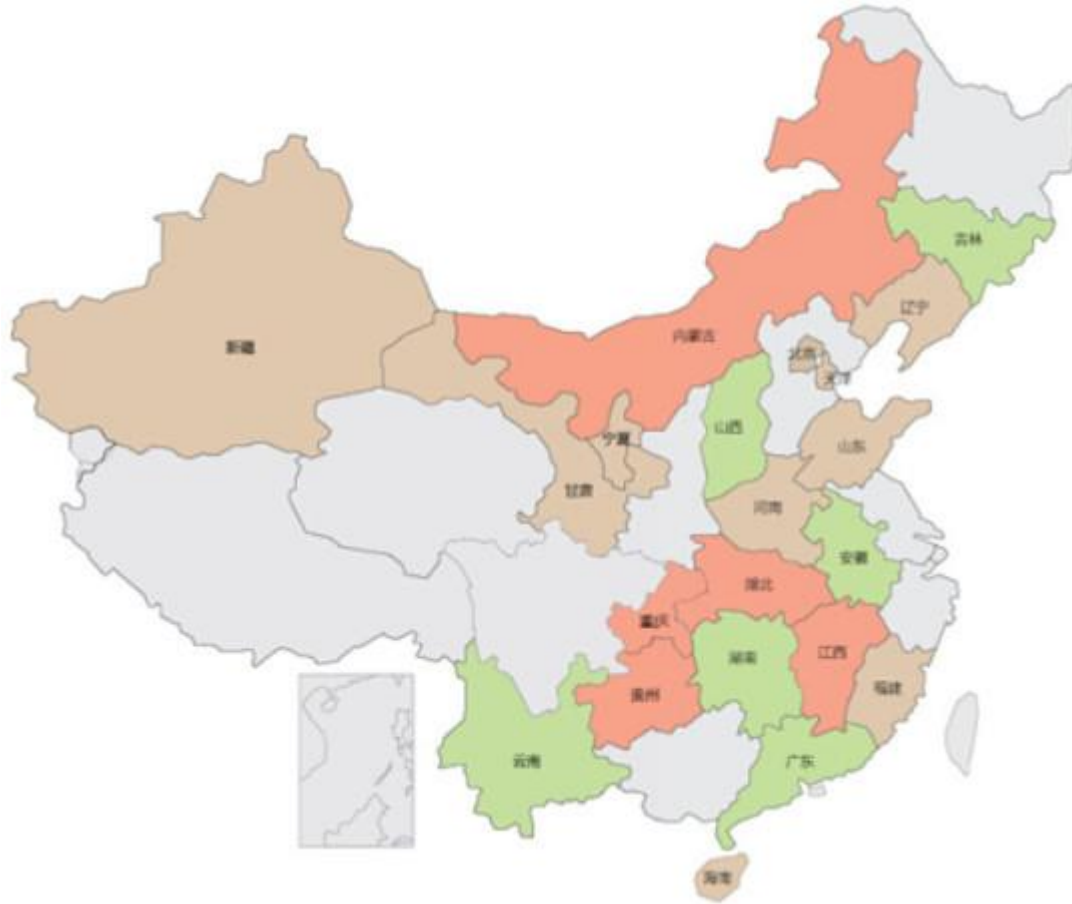 吉林
辽宁
内蒙古
新疆
北京
天津
宁夏
山西
山东
甘肃
河南
安徽
湖北
重庆
湖南
江西
贵州
福建
云南
广东
海南